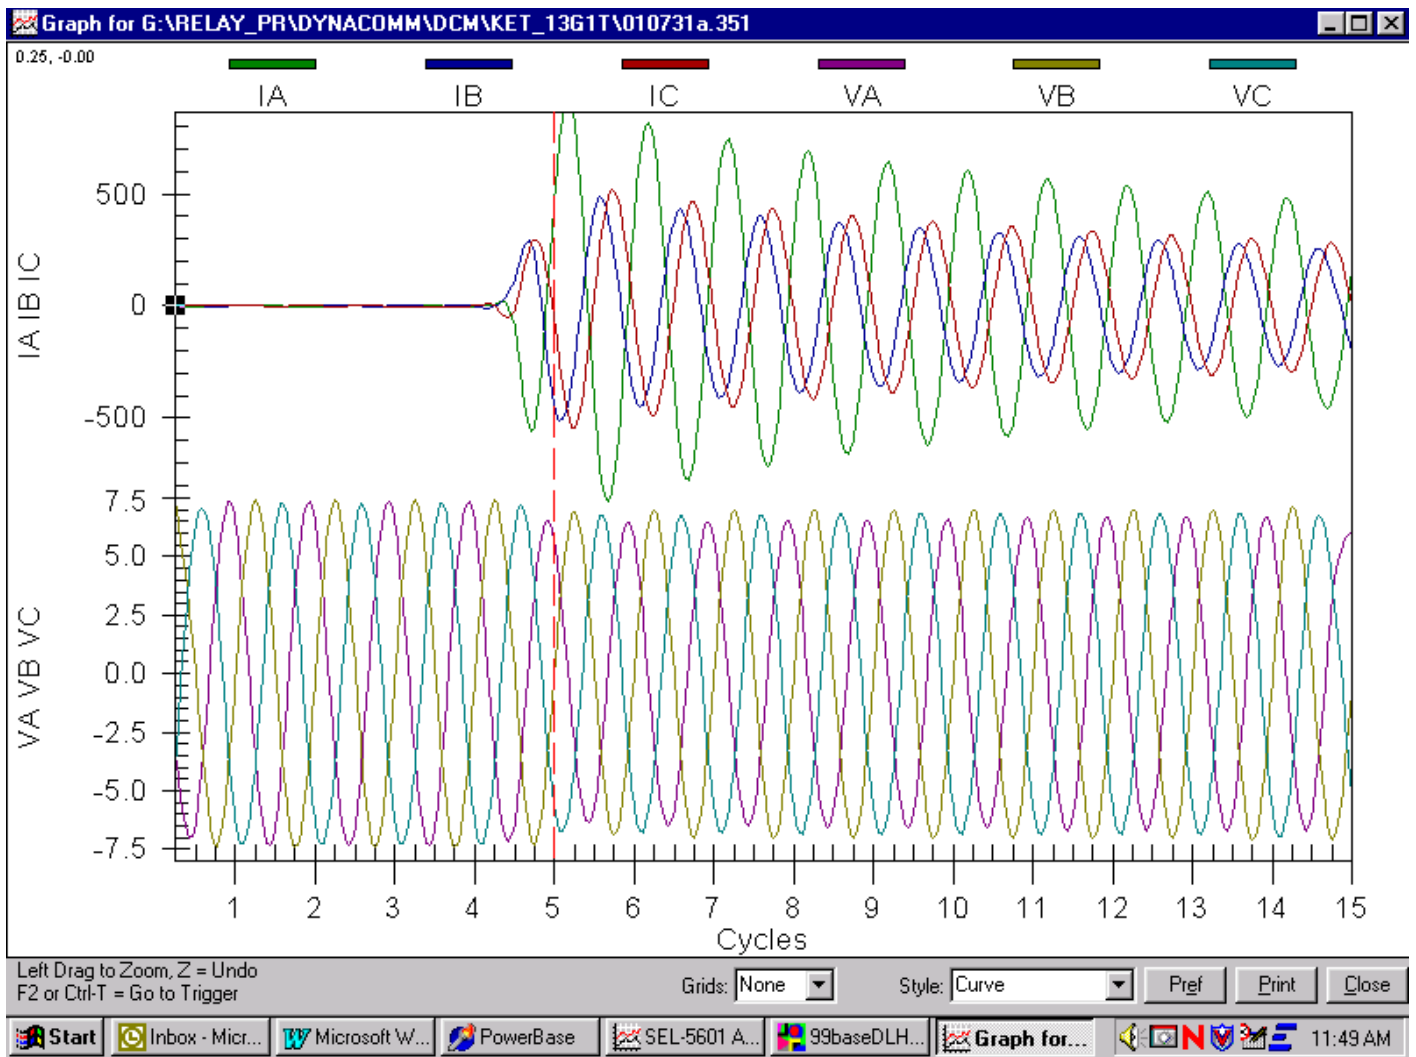 Graph for G:\RELAY_PR\DYNACOMM\DCM\KET_13G1T\010731a.351
0.25, -0.00
IA IB IC VA VB VC
500
0
-500
IA IB IC
7.5
5.0
2.5
0.0
-2.5
-5.0
-7.5
VA VB VC
1 2 3 4 5 6 7 8 9 10 11 12 13 14 15
Cycles
Left Drag to Zoom, Z = Undo
F2 or Ctrl-T = Go to Trigger
Grids: None Style: Curve Pref Print Close
Start Inbox - Micr... Microsoft W... PowerBase SEL-5601 A... 99baseDLH... Graph for... 11:49 AM